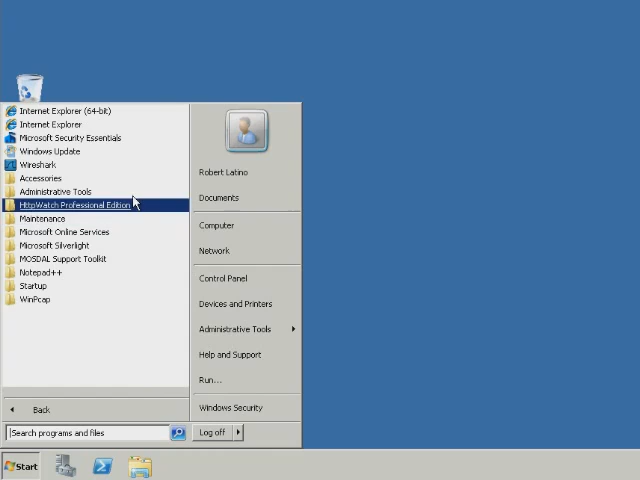 Internet Explorer (64-bit)
Internet Explorer
Microsoft Security Essentials
Windows Update
Wireshark
Accessories
Administrative Tools
HttpWatch Professional Edition
Maintenance
Microsoft Online Services
Microsoft Silverlight
MOSDAL Support Toolkit
Notepad++
Startup
WinPcap
Back
Search programs and files
Robert Latino
Documents
Computer
Network
Control Panel
Devices and Printers
Administrative Tools
Help and Support
Run...
Windows Security
Log off
Start